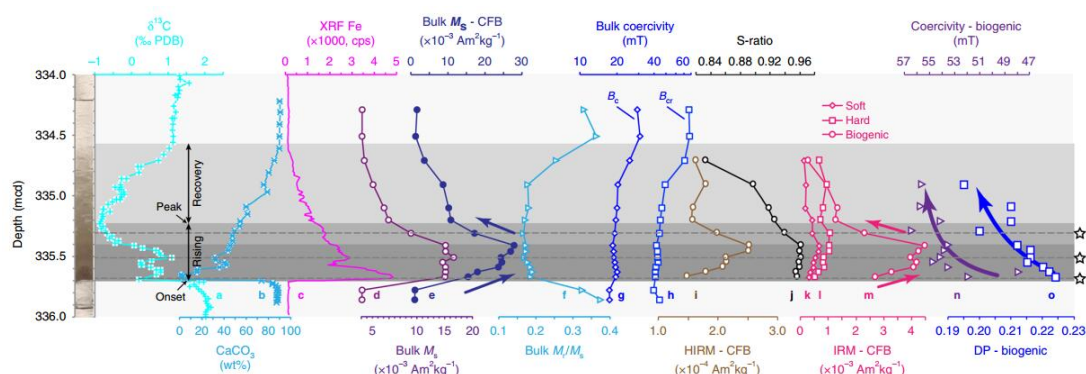 δ13C
(‰ PDB)
−1 0 1 2
XRF Fe
(×1000, cps)
0 1 2 3 4 5
Bulk Ms - CFB
(×10−3 Am2kg−1)
0 10 20 30
Bulk coercivity
(mT)
10 20 40 60
S-ratio
0.84 0.88 0.92 0.96
Coercivity - biogenic
(mT)
57 55 53 51 49 47
Depth (mcd)
334.0
334.5
335.0
335.5
336.0
Recovery
Peak
Rising
Onset
Bc
Bcr
Soft
Hard
Biogenic
a b c d e f g h i j k l m n o
0 20 40 60 80 100
CaCO3
(wt%)
5 10 15 20
Bulk Ms
(×10−3 Am2kg−1)
0.1 0.2 0.4
Bulk Mr/Ms
1.0 2.0 3.0
HIRM - CFB
(×10−4 Am2kg−1)
0 1 2 3 4
IRM - CFB
(×10−3 Am2kg−1)
0.19 0.20 0.21 0.22 0.23
DP - biogenic